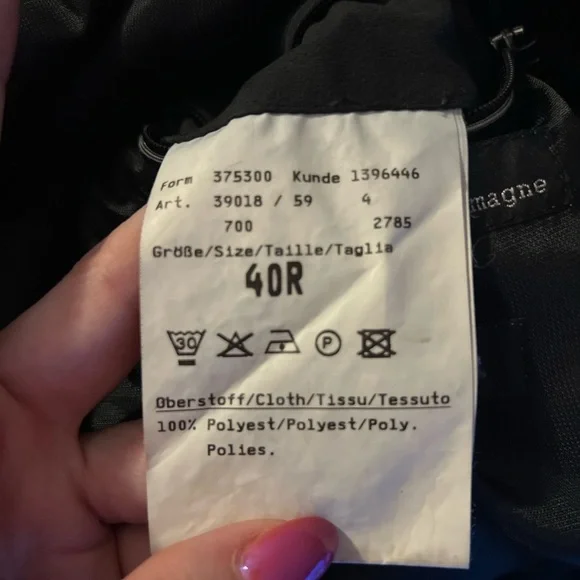 Form 375300 Kunde 1396446
Art. 39018 / 59 4
700 2785
Größe/Size/Taille/Taglia
40R
30
P
Oberstoff/Cloth/Tissu/Tessuto
100% Polyest/Polyest/Poly.
Polies.
magne